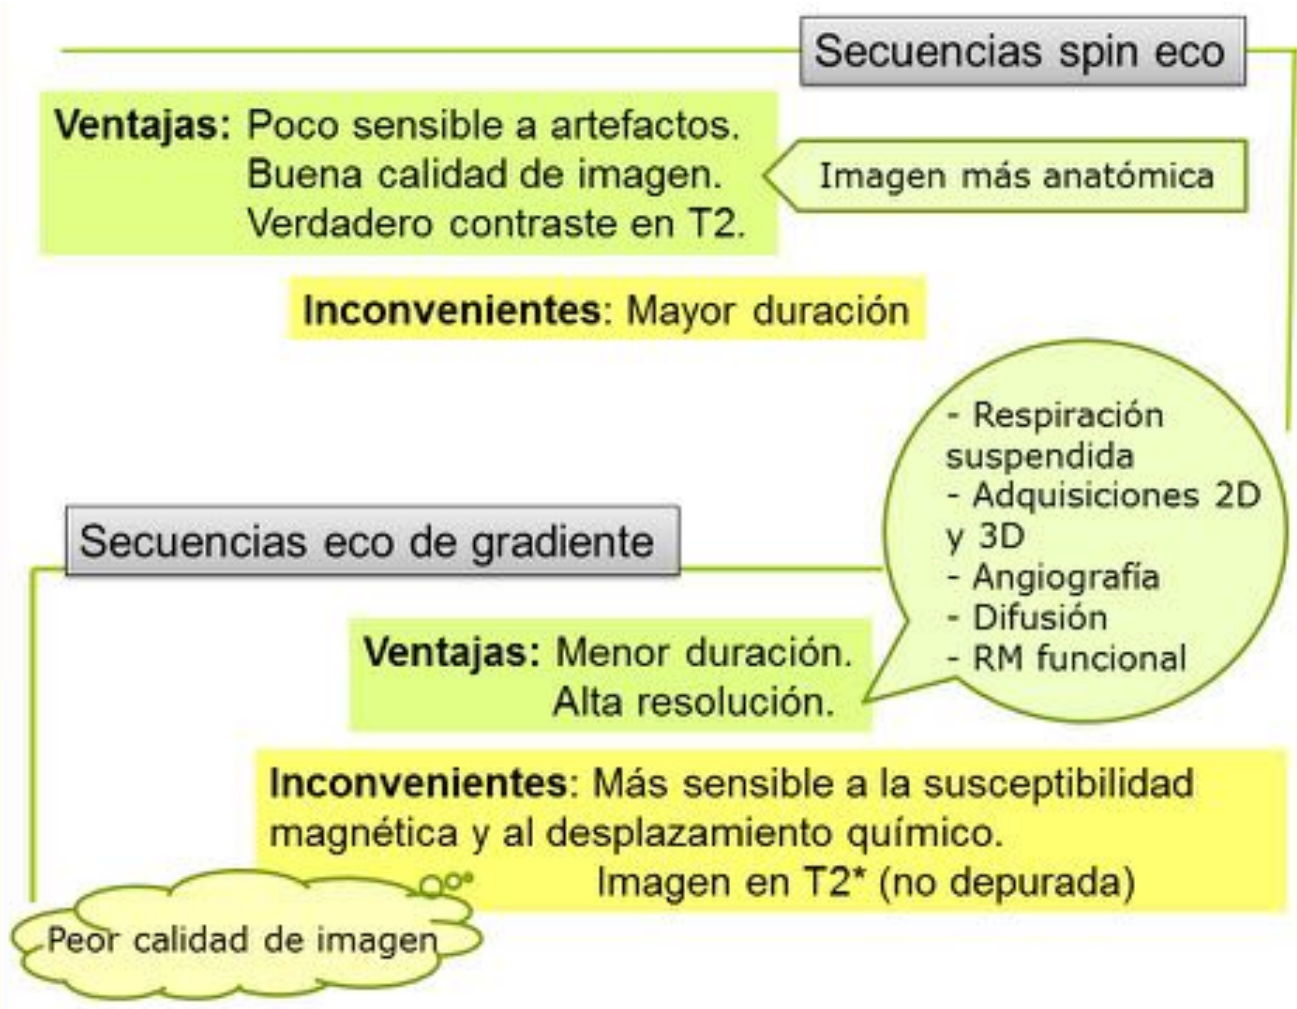 Secuencias spin eco
Ventajas: Poco sensible a artefactos.
Buena calidad de imagen.
Verdadero contraste en T2.
Imagen más anatómica
Inconvenientes: Mayor duración
- Respiración
suspendida
- Adquisiciones 2D
y 3D
- Angiografía
- Difusión
- RM funcional
Secuencias eco de gradiente
Ventajas: Menor duración.
Alta resolución.
Inconvenientes: Más sensible a la susceptibilidad
magnética y al desplazamiento químico.
Imagen en T2* (no depurada)
Peor calidad de imagen